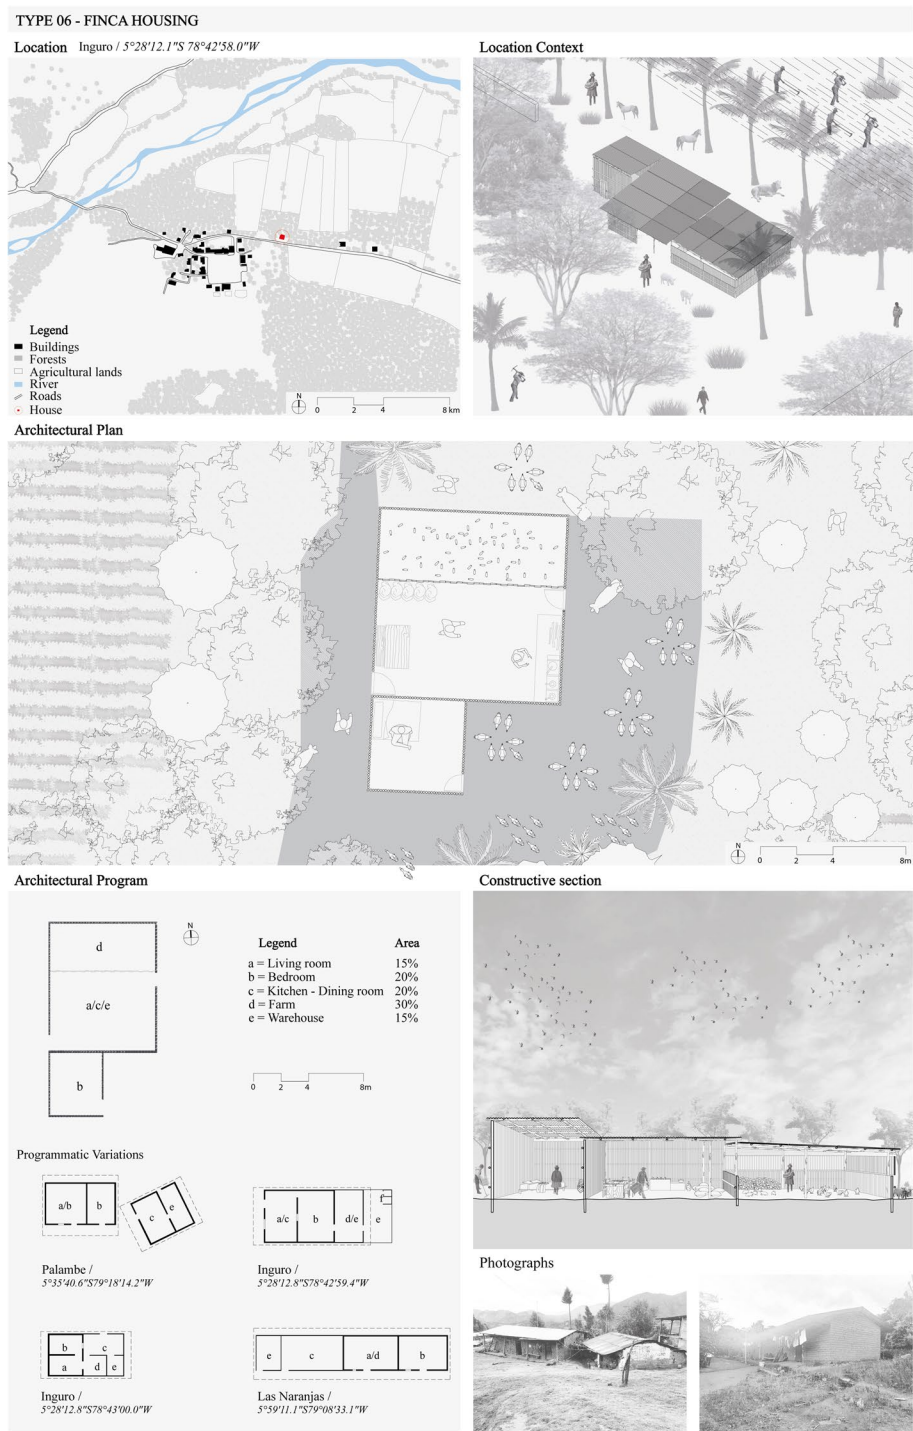 TYPE 06 - FINCA HOUSING
Location Inguro / 5°28'12.1"S 78°42'58.0"W
Legend
Buildings
Forests
Agricultural lands
River
Roads
House
N
0 2 4 8 km
Location Context
Architectural Plan
N
0 2 4 8m
Architectural Program
d
a/c/e
b
N
Legend Area
a = Living room 15%
b = Bedroom 20%
c = Kitchen - Dining room 20%
d = Farm 30%
e = Warehouse 15%
0 2 4 8m
Programmatic Variations
a/b b c e
Palambe /
5°35'40.6"S79°18'14.2"W
a/c b d/e f e
Inguro /
5°28'12.8"S78°42'59.4"W
b c
a d e
Inguro /
5°28'12.8"S78°43'00.0"W
e c a/d b
Las Naranjas /
5°59'11.1"S79°08'33.1"W
Constructive section
Photographs